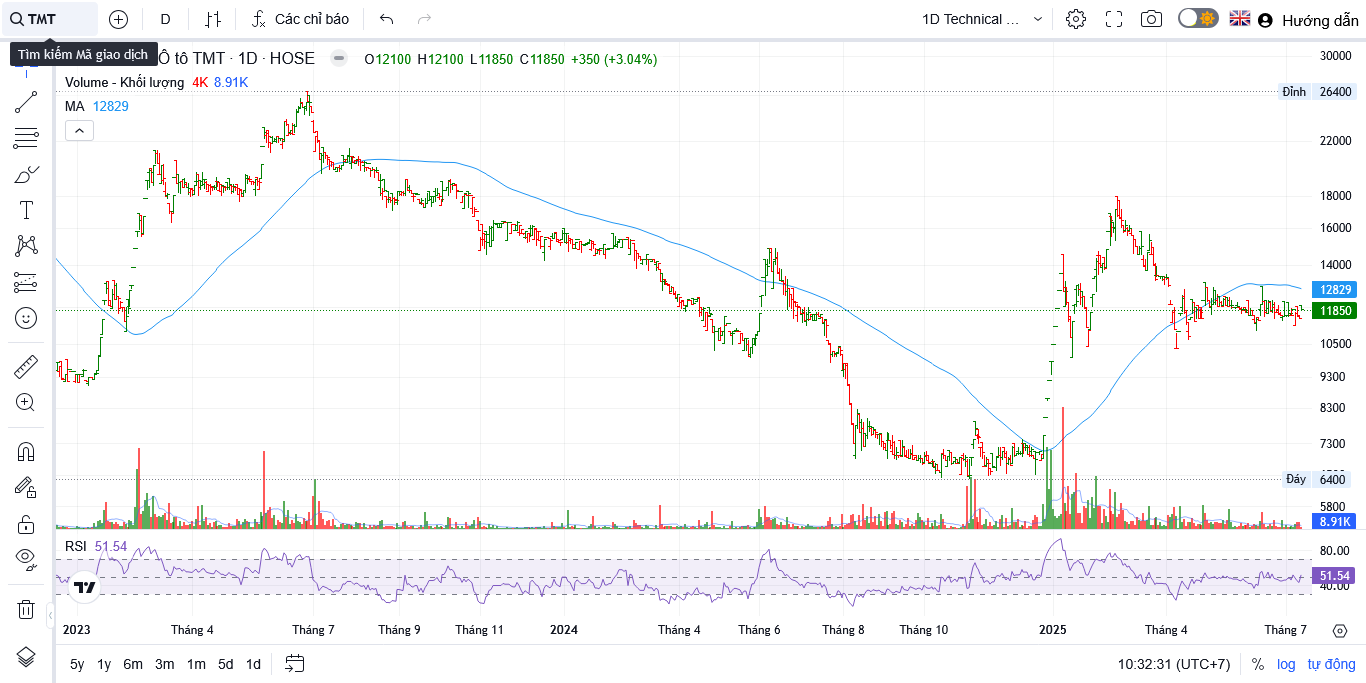 TMT
D
Các chỉ báo
1D Technical ...
Hướng dẫn
Tìm kiếm Mã giao dịch
Ô tô TMT · 1D · HOSE
O12100 H12100 L11850 C11850 +350 (+3.04%)
Volume - Khối lượng 4K 8.91K
MA 12829
30000
Đỉnh 26400
22000
18000
16000
14000
12829
11850
10500
9300
8300
7300
Đáy 6400
5800
8.91K
RSI 51.54
80.00
51.54
40.00
2023 Tháng 4 Tháng 7 Tháng 9 Tháng 11 2024 Tháng 4 Tháng 6 Tháng 8 Tháng 10 2025 Tháng 4 Tháng 7
5y 1y 6m 3m 1m 5d 1d
10:32:31 (UTC+7) % log tự động